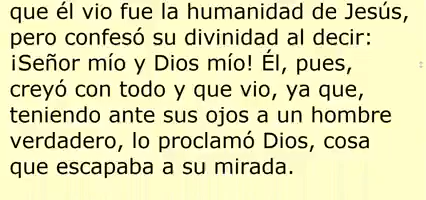 que él vio fue la humanidad de Jesús,
pero confesó su divinidad al decir:
¡Señor mío y Dios mío! Él, pues,
creyó con todo y que vio, ya que,
teniendo ante sus ojos a un hombre
verdadero, lo proclamó Dios, cosa
que escapaba a su mirada.